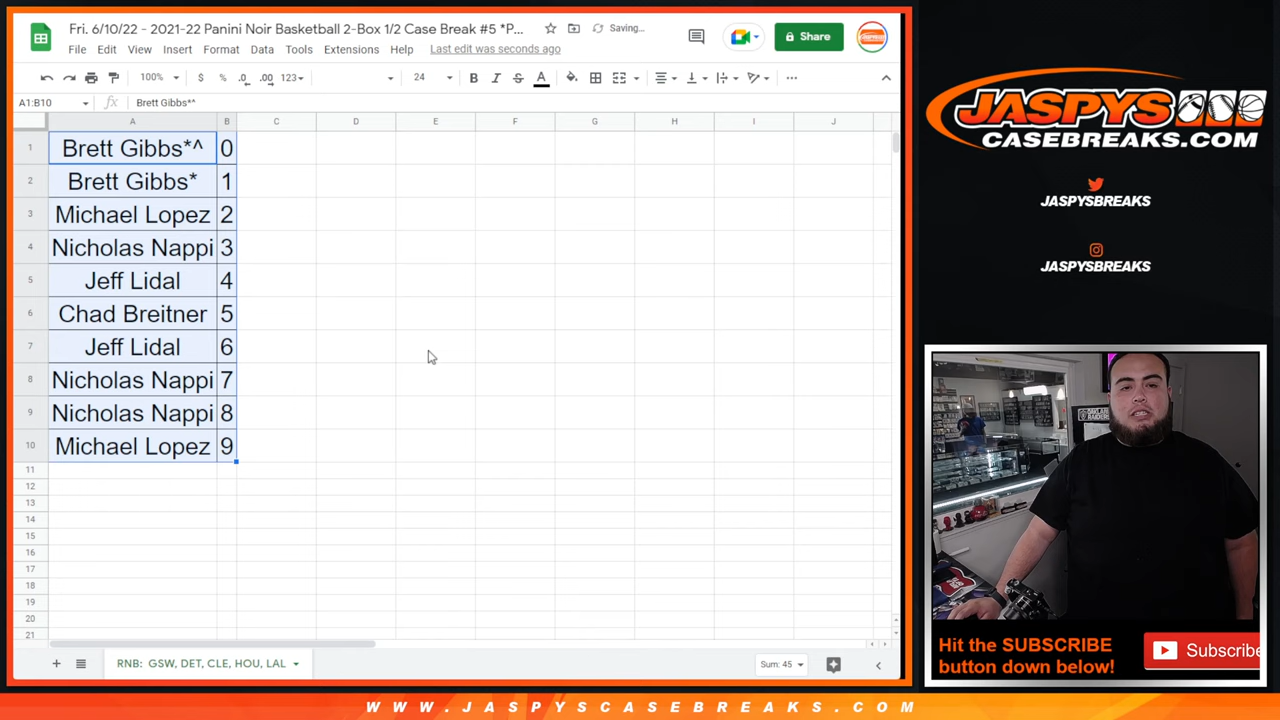 Fri. 6/10/22 - 2021-22 Panini Noir Basketball 2-Box 1/2 Case Break #5 *P...
Saving...
Share
File Edit View Insert Format Data Tools Extensions Help Last edit was seconds ago
100% $ % .0 .00 123 24 B I S A
A1:B10 fx Brett Gibbs*^
A B C D E F G H I J
1 Brett Gibbs*^ 0
2 Brett Gibbs* 1
3 Michael Lopez 2
4 Nicholas Nappi 3
5 Jeff Lidal 4
6 Chad Breitner 5
7 Jeff Lidal 6
8 Nicholas Nappi 7
9 Nicholas Nappi 8
10 Michael Lopez 9
11
12
13
14
15
16
17
18
19
20
21
RNB: GSW, DET, CLE, HOU, LAL
Sum: 45
JASPYS
CASEBREAKS.COM
JASPYSBREAKS
JASPYSBREAKS
Hit the SUBSCRIBE
button down below!
Subscribe
WWW.JASPYSCASEBREAKS.COM